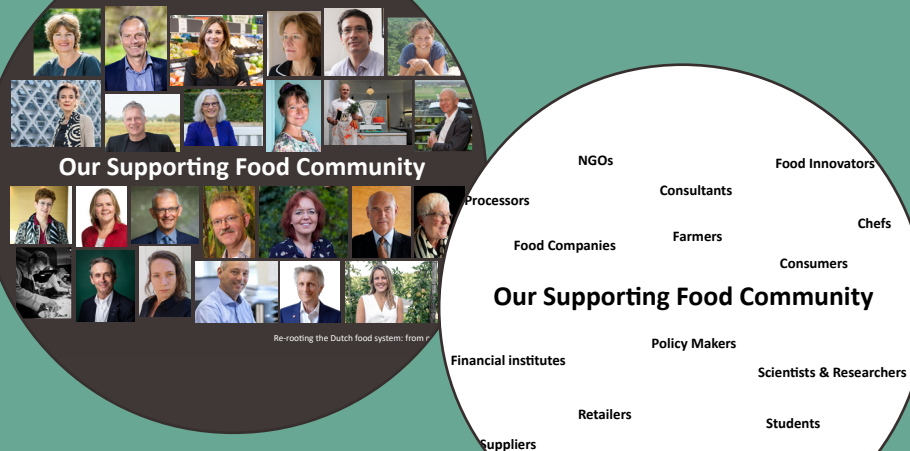 Our Supporting Food Community
Re-rooting the Dutch food system: from
NGOs
Food Innovators
Processors
Consultants
Chefs
Food Companies
Farmers
Consumers
Our Supporting Food Community
Policy Makers
Financial institutes
Scientists & Researchers
Retailers
Students
Suppliers